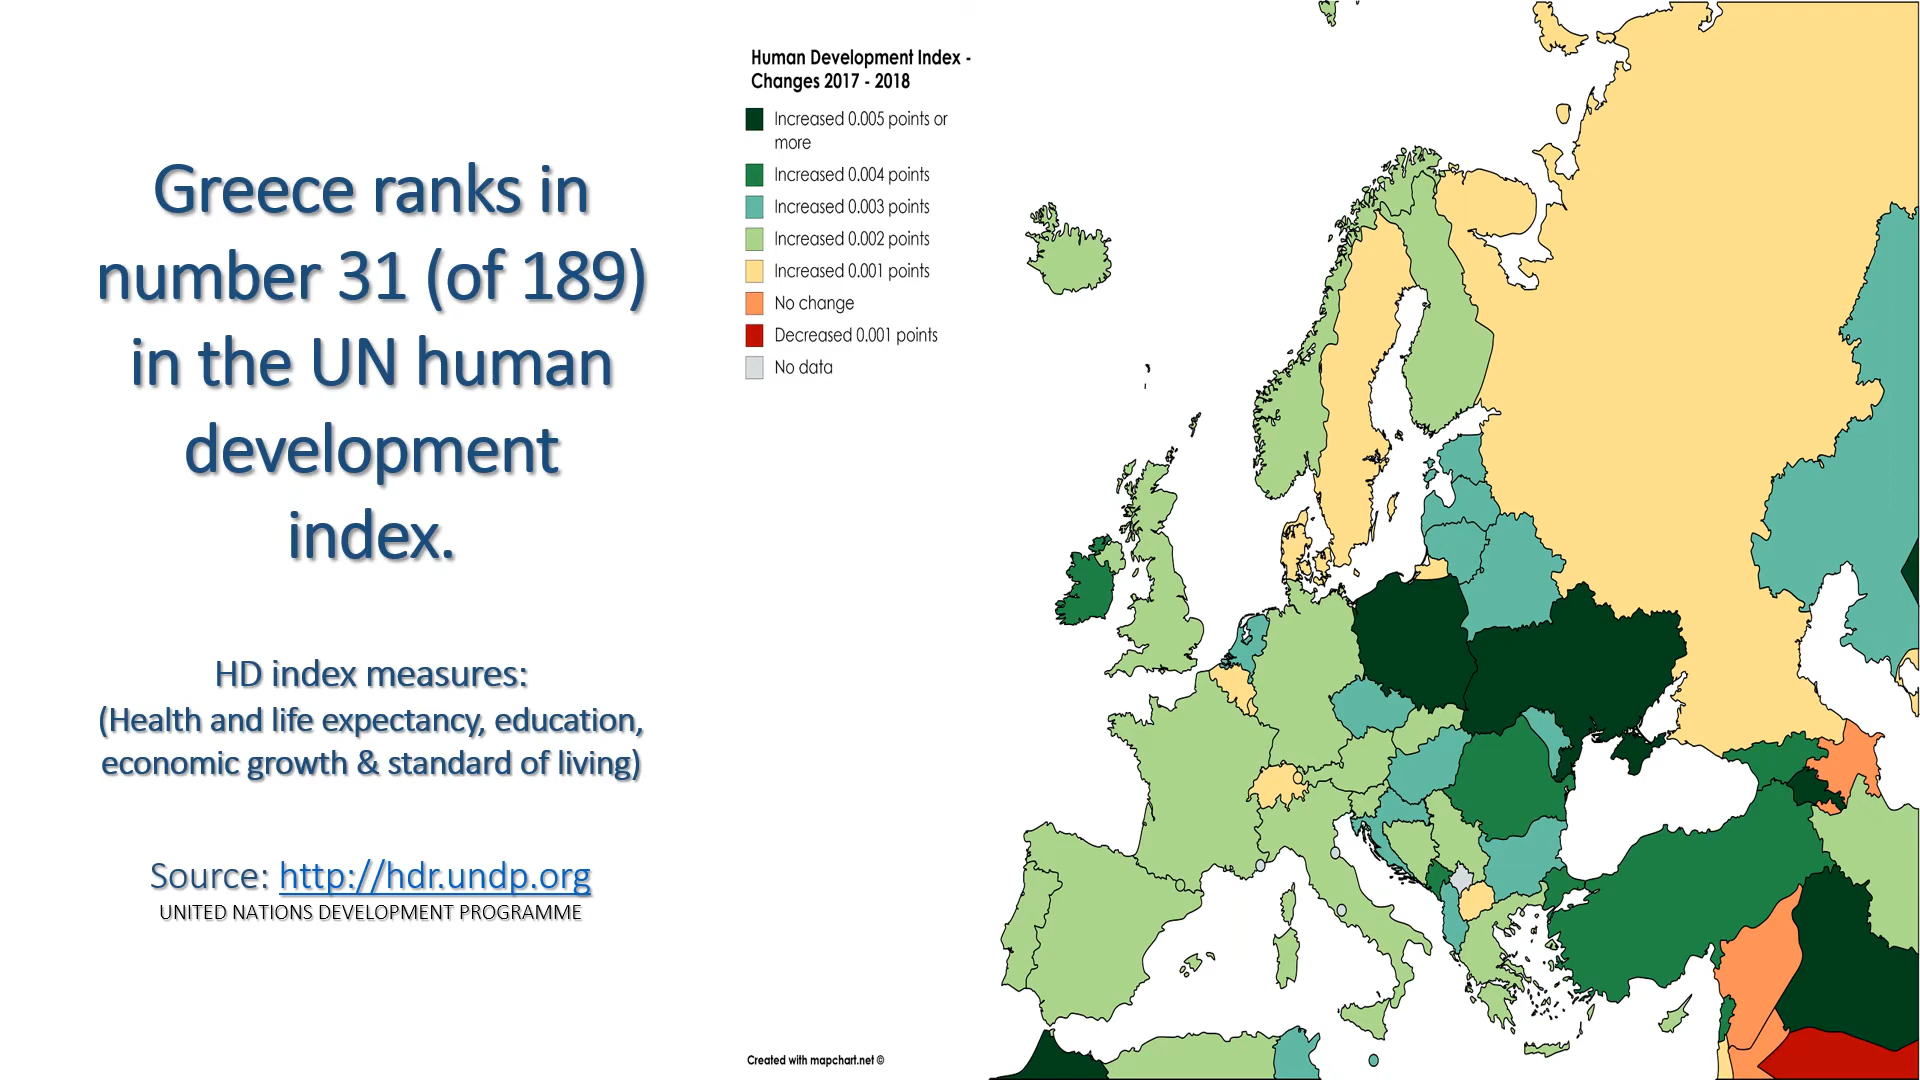 Greece ranks in
number 31 (of 189)
in the UN human
development
index.
HD index measures:
(Health and life expectancy, education,
economic growth & standard of living)
Source: http://hdr.undp.org
UNITED NATIONS DEVELOPMENT PROGRAMME
Human Development Index -
Changes 2017 - 2018
Increased 0.005 points or
more
Increased 0.004 points
Increased 0.003 points
Increased 0.002 points
Increased 0.001 points
No change
Decreased 0.001 points
No data
Created with mapchart.net ©